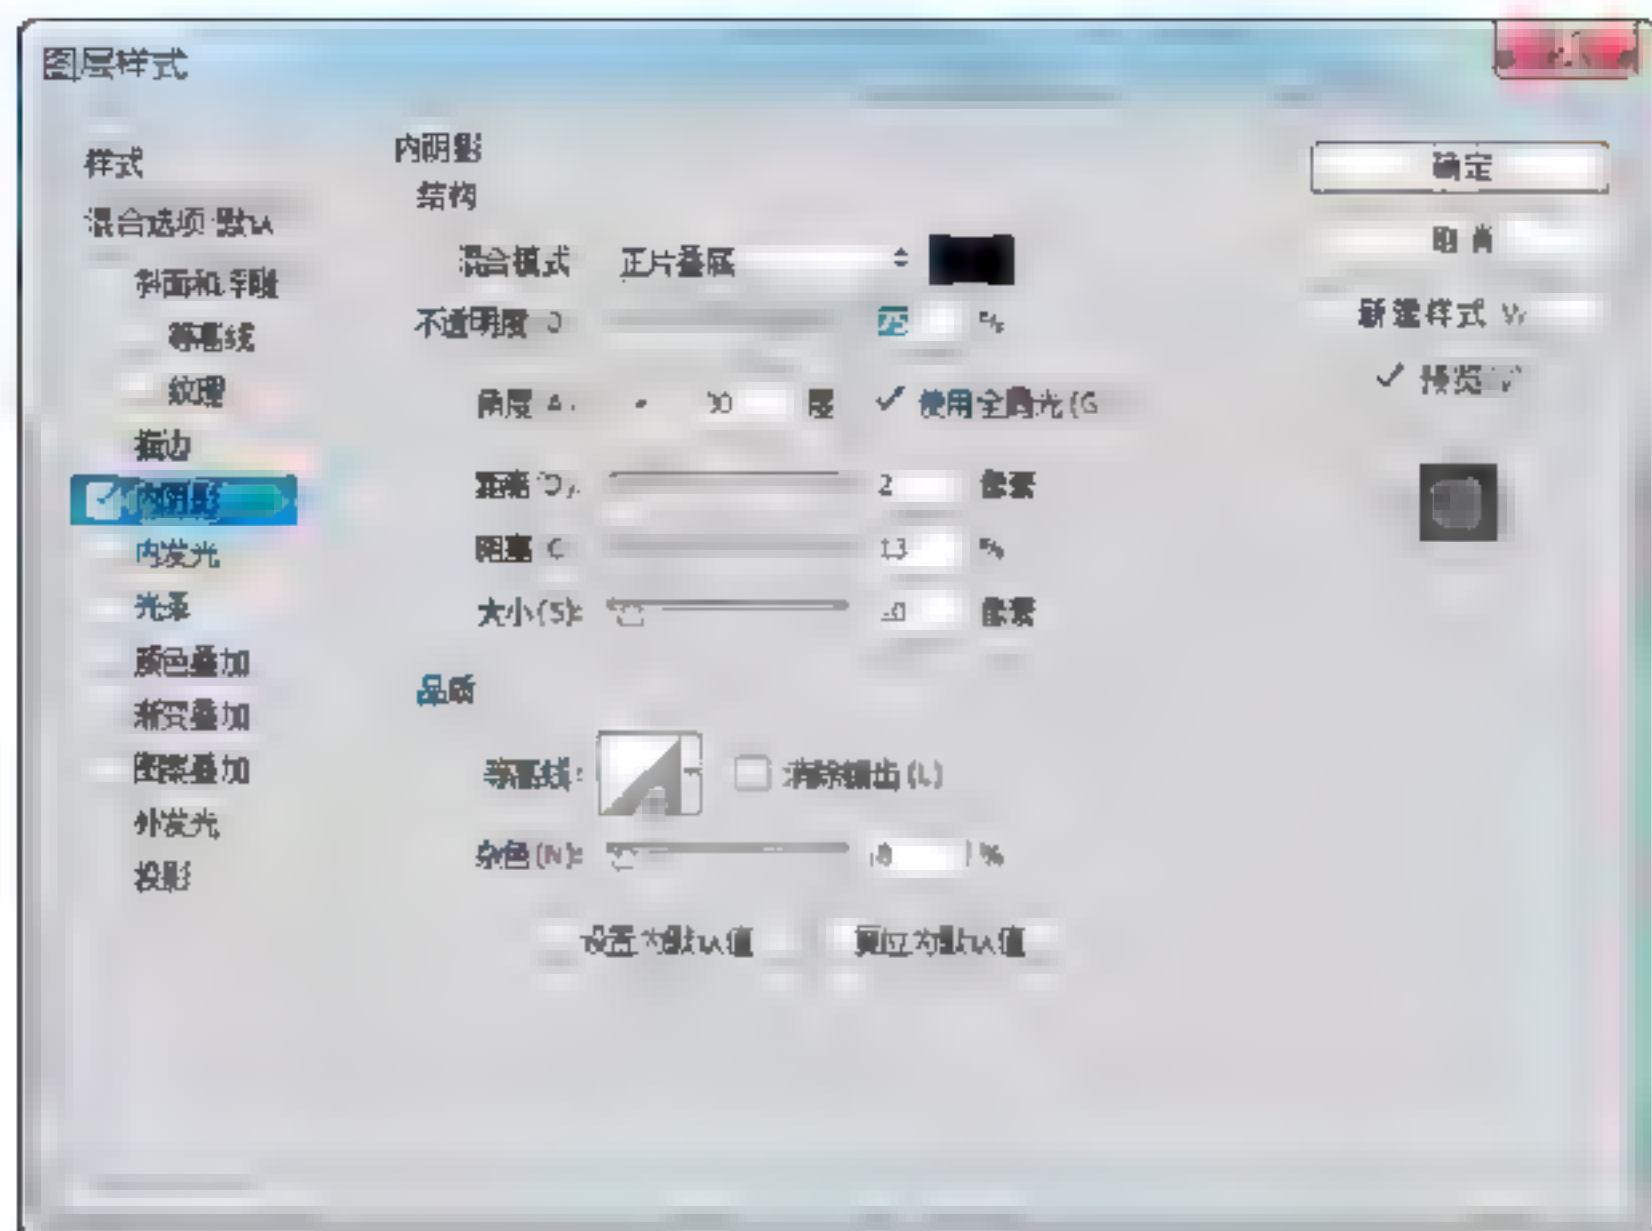 图层样式
样式
混合选项:默认
斜面和浮雕
等高线
纹理
描边
内阴影
内发光
光泽
颜色叠加
渐变叠加
图案叠加
外发光
投影
内阴影
结构
混合模式 正片叠底
不透明度 %
角度 度 使用全局光(G
距离 2 像素
阻塞 13 %
大小(S): 像素
品质
等高线: 消除锯齿(L)
杂色(N): %
设置为默认值 复位为默认值
确定
取消
新建样式
预览